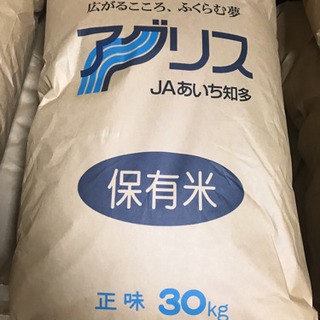 広がるこころ、ふくらむ夢
アグリス
JAあいち知多
保有米
正味 30kg